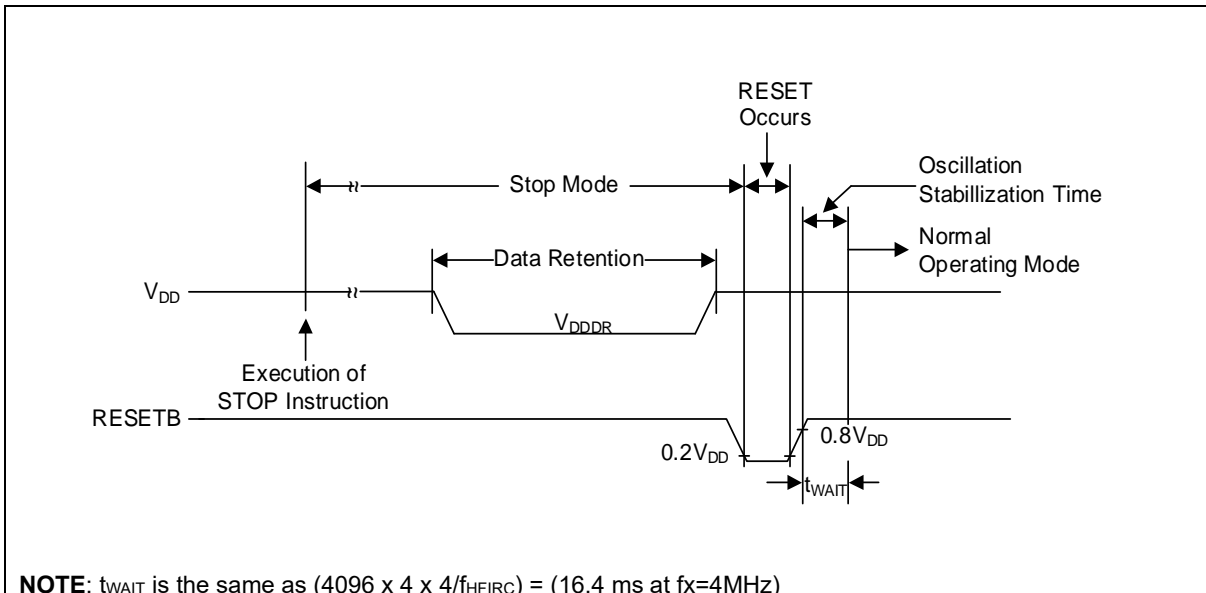 RESET
Occurs
Oscillation
Stabillization Time
Stop Mode
Normal
Operating Mode
Data Retention
VDD
VDDDR
Execution of
STOP Instruction
RESETB
0.8VDD
0.2VDD
tWAIT
NOTE: tWAIT is the same as (4096 x 4 x 4/fHFIRC) = (16.4 ms at fx=4MHz)